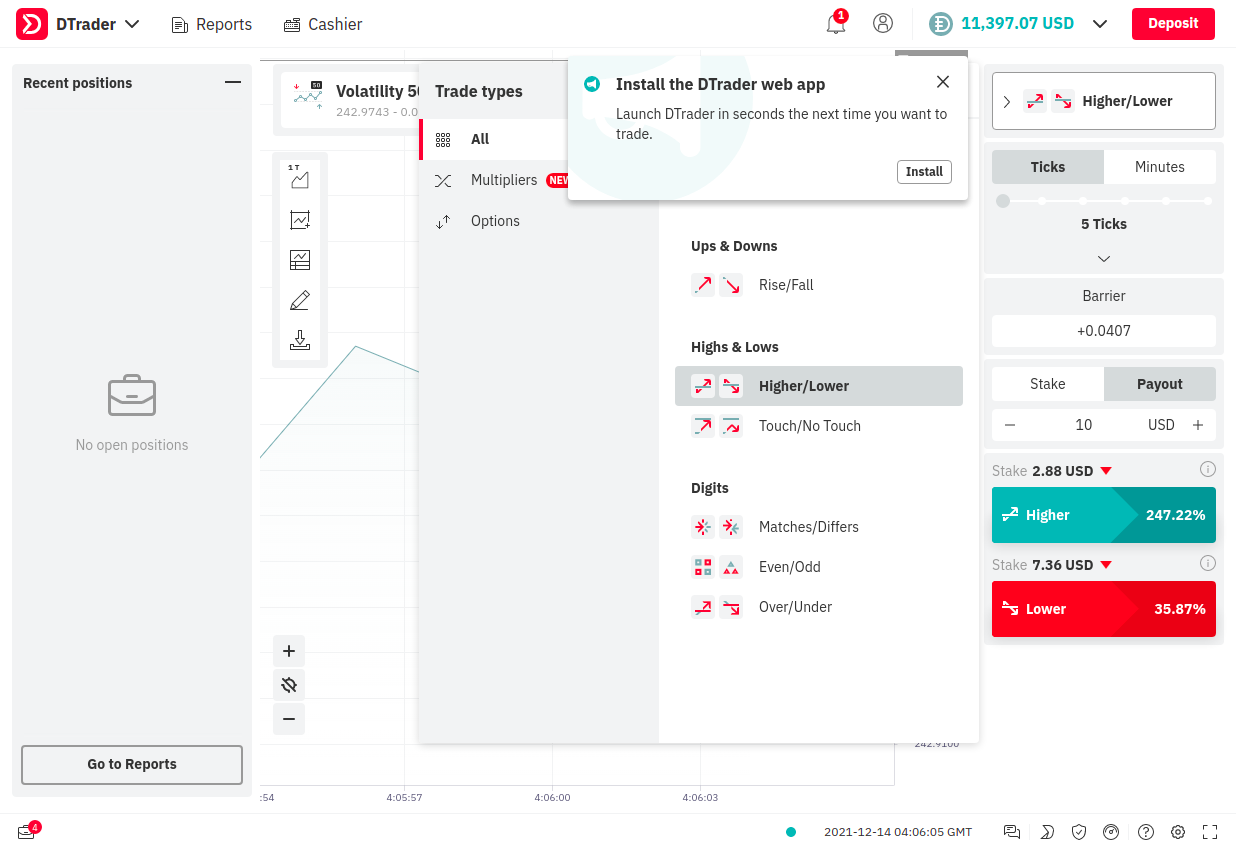 DTrader
Reports
Cashier
1
11,397.07 USD
Deposit
Recent positions
No open positions
Go to Reports
50
Volatility
242.9743 - 0.0
1 T
Trade types
All
Multipliers
NEW
Options
Install the DTrader web app
Launch DTrader in seconds the next time you want to
trade.
Install
Ups & Downs
Rise/Fall
Highs & Lows
Higher/Lower
Touch/No Touch
Digits
Matches/Differs
Even/Odd
Over/Under
242.9100
:54
4:05:57
4:06:00
4:06:03
Higher/Lower
Ticks
Minutes
5 Ticks
Barrier
+0.0407
Stake
Payout
10
USD
Stake 2.88 USD
Higher
247.22%
Stake 7.36 USD
Lower
35.87%
4
2021-12-14 04:06:05 GMT